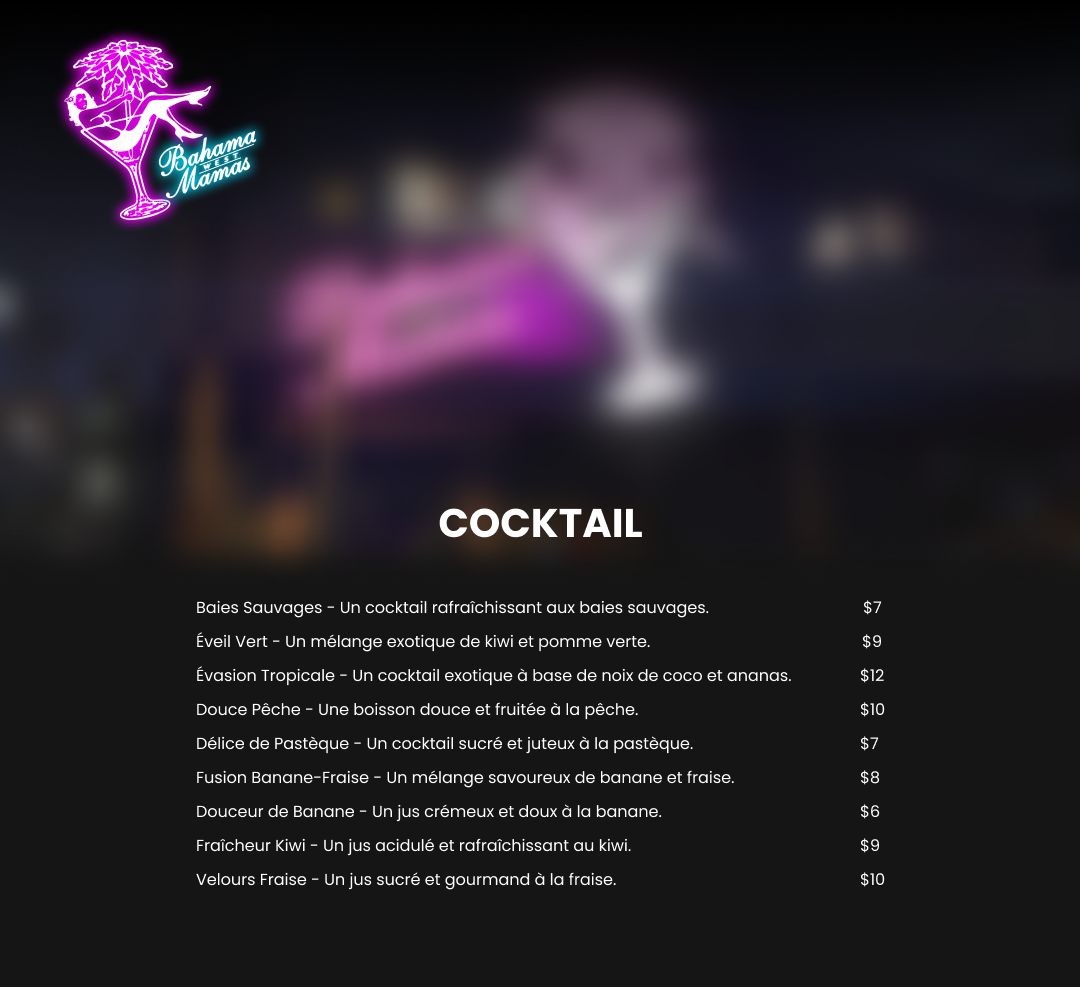 Bahama
WEST
Mamas
COCKTAIL
Baies Sauvages - Un cocktail rafraîchissant aux baies sauvages. $7
Éveil Vert - Un mélange exotique de kiwi et pomme verte. $9
Évasion Tropicale - Un cocktail exotique à base de noix de coco et ananas. $12
Douce Pêche - Une boisson douce et fruitée à la pêche. $10
Délice de Pastèque - Un cocktail sucré et juteux à la pastèque. $7
Fusion Banane-Fraise - Un mélange savoureux de banane et fraise. $8
Douceur de Banane - Un jus crémeux et doux à la banane. $6
Fraîcheur Kiwi - Un jus acidulé et rafraîchissant au kiwi. $9
Velours Fraise - Un jus sucré et gourmand à la fraise. $10